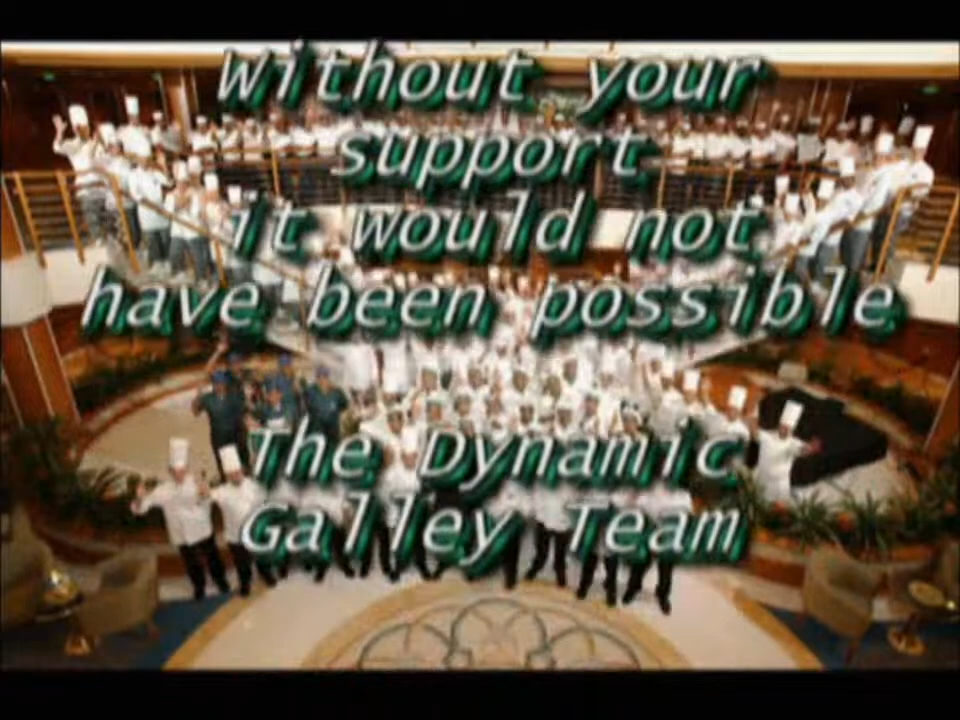 Without your
support
it would not
have been possible
The Dynamic
Galley Team